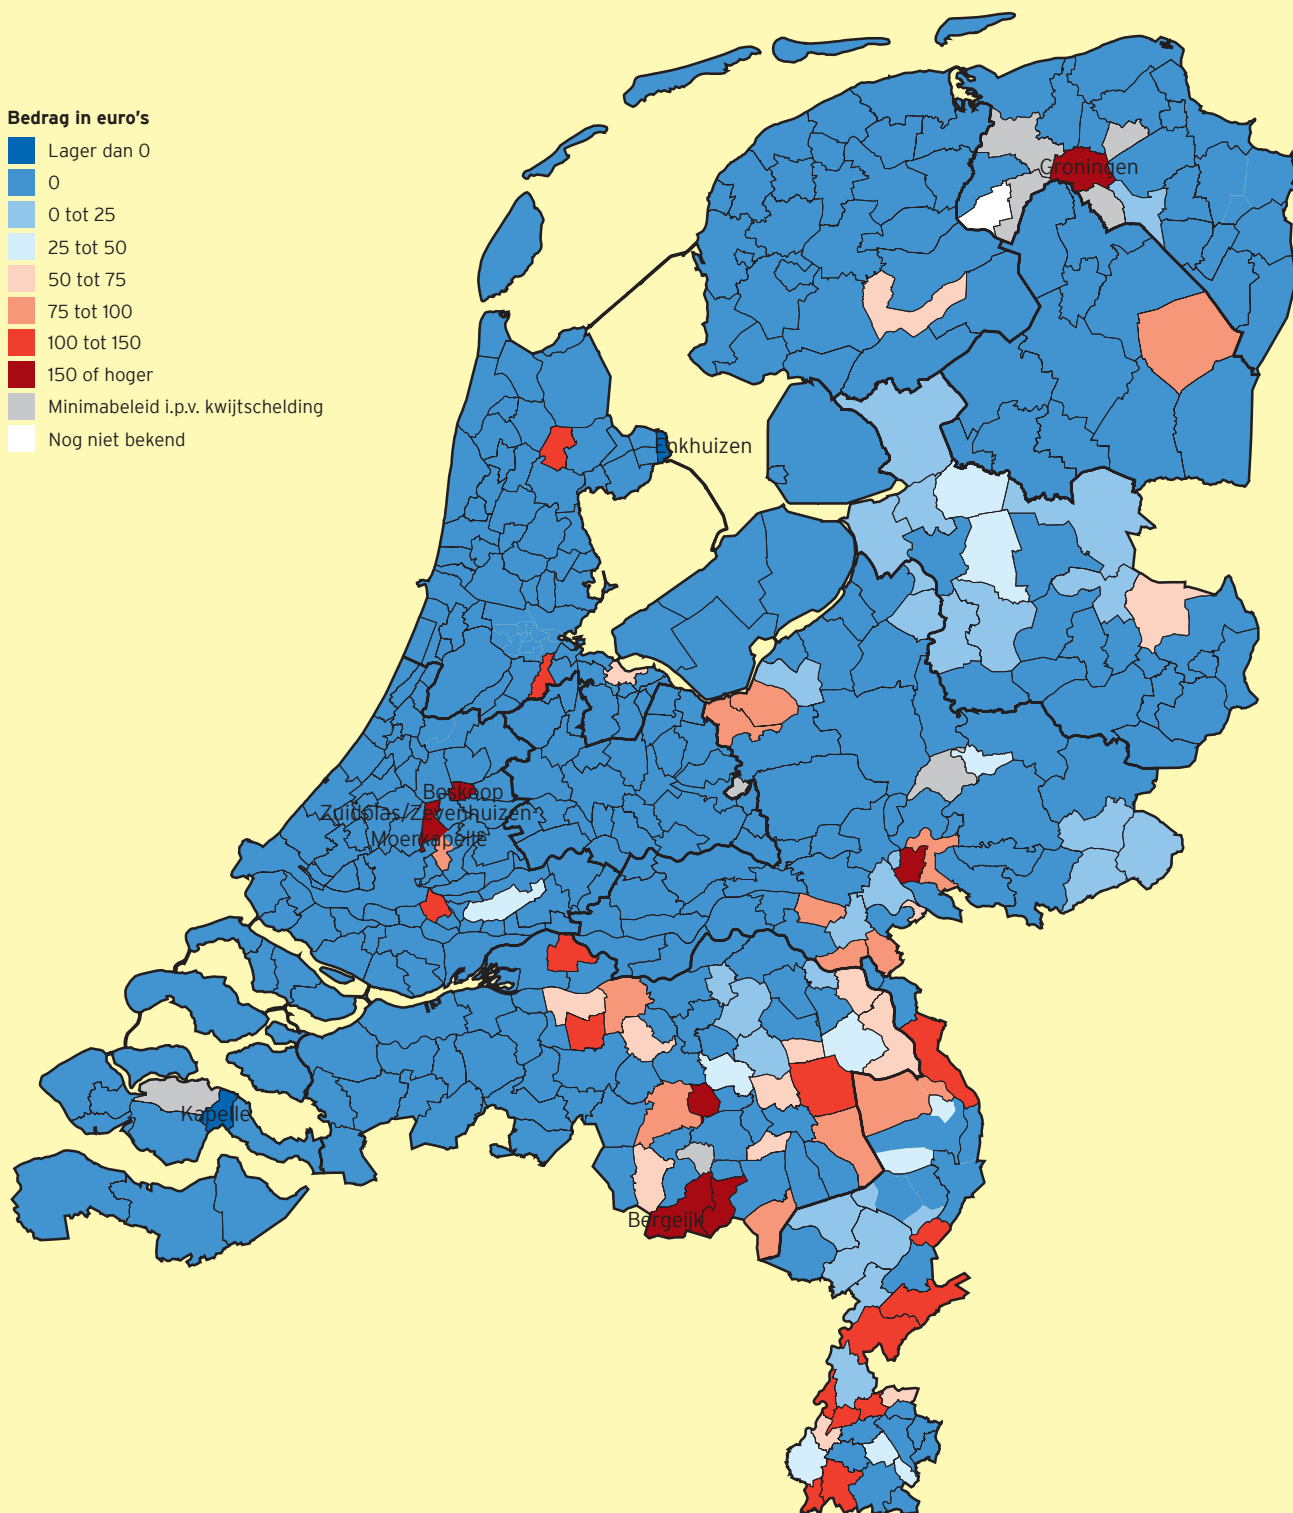 Bedrag in euro's
Lager dan 0
0
0 tot 25
25 tot 50
50 tot 75
75 tot 100
100 tot 150
150 of hoger
Minimabeleid i.p.v. kwijtschelding
Nog niet bekend
Groningen
Enkhuizen
Boskoop
Zuidplas/Zevenhuizen-
Moerkapelle
Kapelle
Bergeijk